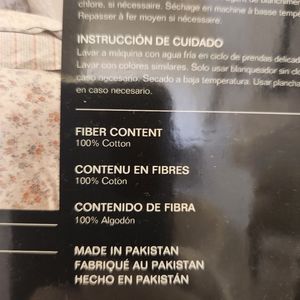 chlore, si nécessaire. Séchage en machine à basse temp
Repasser à fer moyen si nécessaire.
INSTRUCCIÓN DE CUIDADO
Lavar a máquina con agua fría en ciclo de prendas delicada
Lavar con colores similares. Solo usar blanqueador sin
caso necesario. Secado a baja temperatura. Usar plancha
en caso necesario.
FIBER CONTENT
100% Cotton
CONTENU EN FIBRES
100% Coton
CONTENIDO DE FIBRA
100% Algodón
MADE IN PAKISTAN
FABRIQUÉ AU PAKISTAN
HECHO EN PAKISTÁN